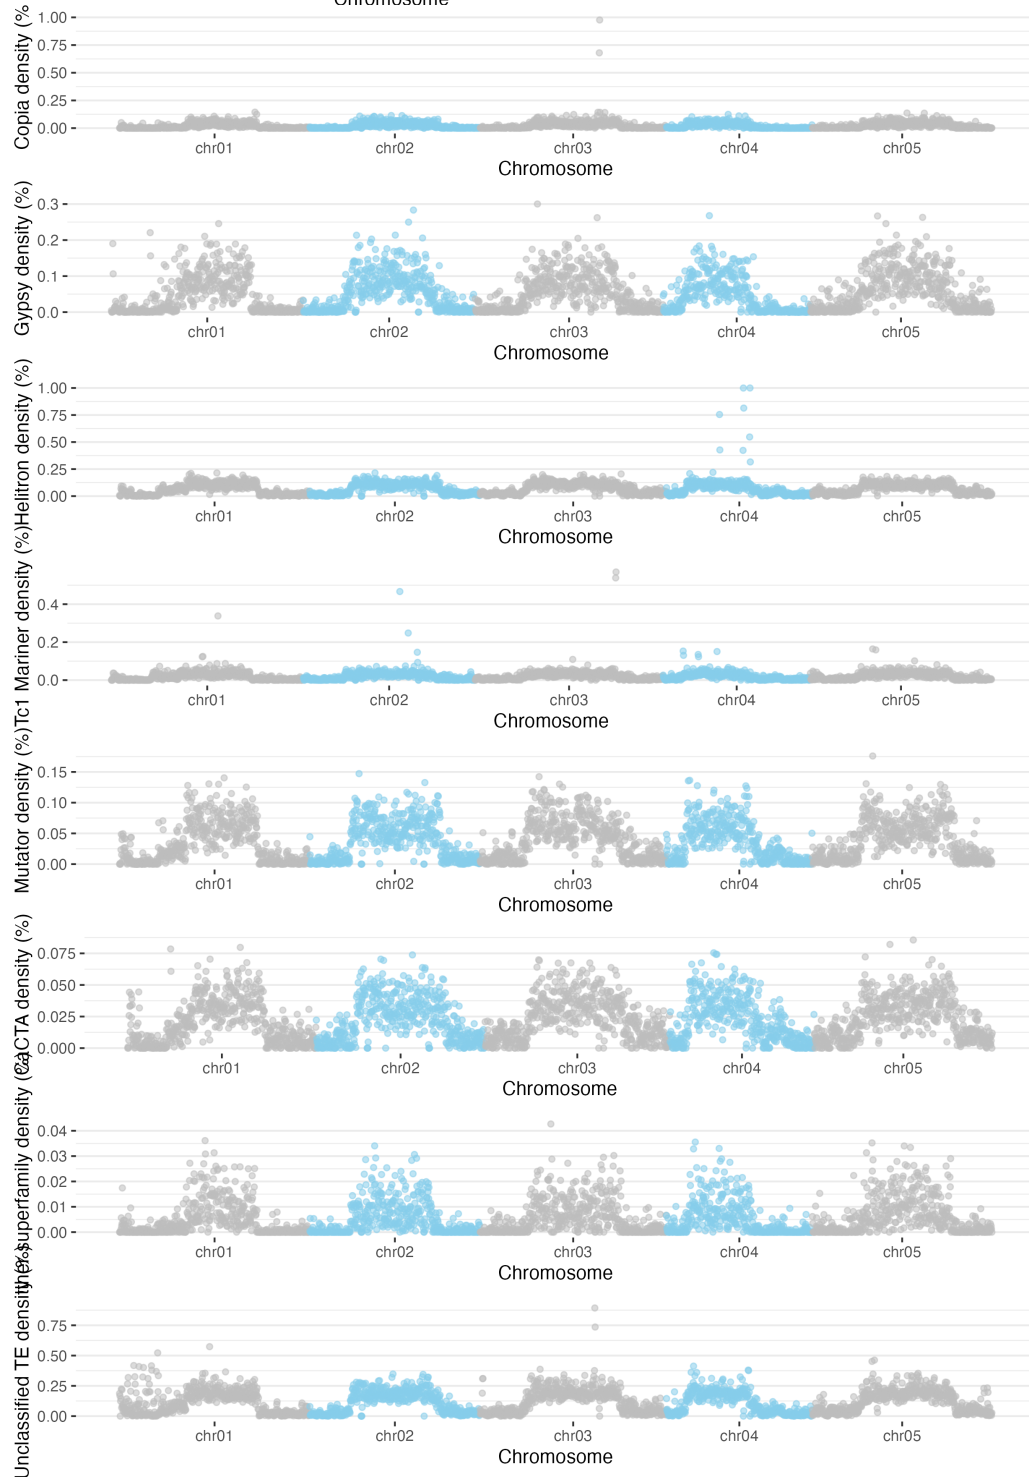 Chromosome
Copia density (%
1.00
0.75
0.50
0.25
0.00
chr01 chr02 chr03 chr04 chr05
Chromosome
Gypsy density (%)
0.3
0.2
0.1
0.0
chr01 chr02 chr03 chr04 chr05
Chromosome
Helitron density (%)
1.00
0.75
0.50
0.25
0.00
chr01 chr02 chr03 chr04 chr05
Chromosome
Tc1 Mariner density (%)
0.4
0.2
0.0
chr01 chr02 chr03 chr04 chr05
Chromosome
Mutator density (%)
0.15
0.10
0.05
0.00
chr01 chr02 chr03 chr04 chr05
Chromosome
CACTA density (%)
0.075
0.050
0.025
0.000
chr01 chr02 chr03 chr04 chr05
Chromosome
superfamily density
0.04
0.03
0.02
0.01
0.00
chr01 chr02 chr03 chr04 chr05
Chromosome
Unclassified TE density (%)
0.75
0.50
0.25
0.00
chr01 chr02 chr03 chr04 chr05
Chromosome